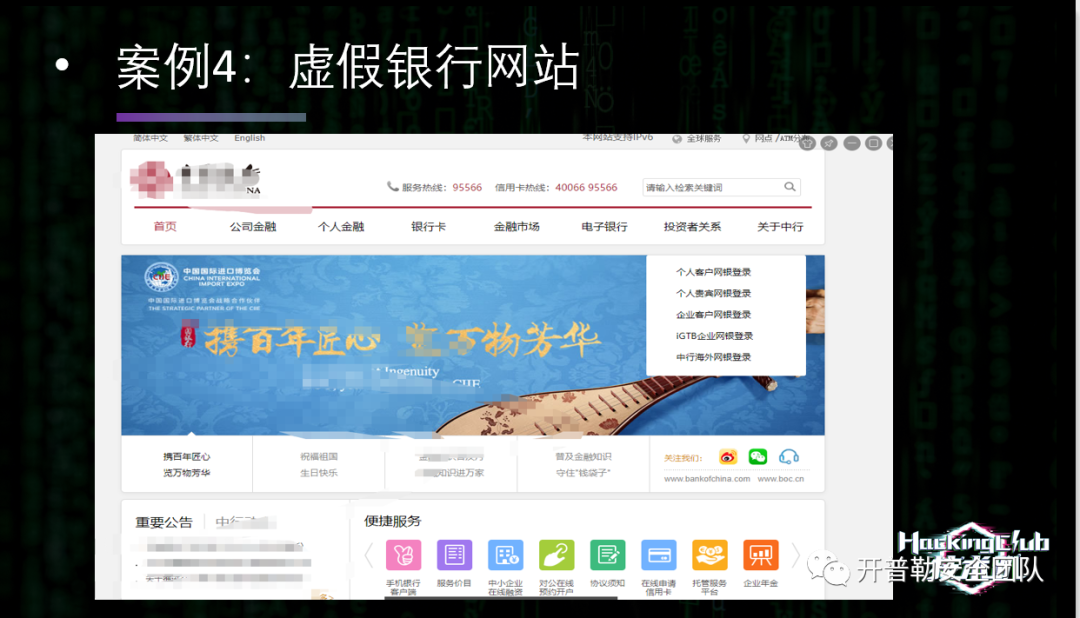 • 案例4：虚假银行网站
简体中文 繁体中文 English 本网站支持IPv6 全球服务 网点
NA
服务热线：95566 信用卡热线：40066 95566 请输入检索关键词
首页 公司金融 个人金融 银行卡 金融市场 电子银行 投资者关系 关于中行
中国国际进口博览会
CHINA INTERNATIONAL
IMPORT EXPO
中国国际进口博览会战略合作伙伴
THE STRATEGIC PARTNER OF THE CIIE
携百年匠心 万物芳华
Ingenuity
CIIE
个人客户网银登录
个人贵宾网银登录
企业客户网银登录
iGTB企业网银登录
中行海外网银登录
携百年匠心
览万物芳华
祝福祖国
生日快乐
知识进万家
普及金融知识
守住“钱袋子”
关注我们：
www.bankofchina.com www.boc.cn
重要公告 中行
便捷服务
手机银行
客户端
服务价目
中小企业
在线融资
对公在线
预约开户
协议须知
在线申请
信用卡
托管服务
平台
企业年金
HackingClub
开普勒安全团队